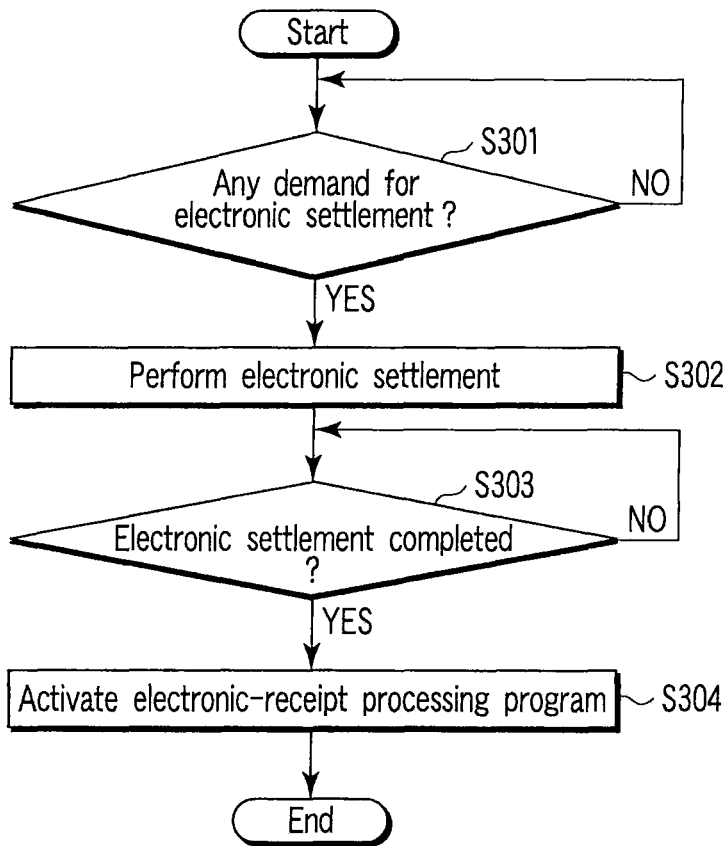 Start
S301
Any demand for
electronic settlement ?
NO
YES
Perform electronic settlement
S302
S303
Electronic settlement completed
?
NO
YES
Activate electronic-receipt processing program
S304
End